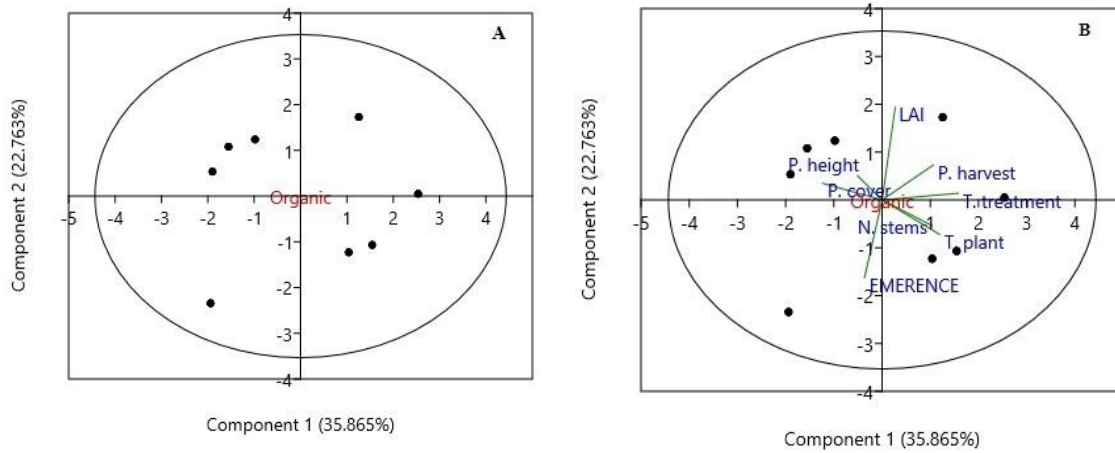 A
4
3
2
1
Organic
-5 -4 -3 -2 -1 1 2 3 4
-1
-2
-3
-4
Component 2 (22.763%)
Component 1 (35.865%)
B
4
3
2
LAI
1
P. height
P. harvest
P. cover
Organic
T. treatment
-5 -4 -3 -2 -1 1 2 3 4
N. stems
T. plant
-1
EMERENCE
-2
-3
-4
Component 2 (22.763%)
Component 1 (35.865%)